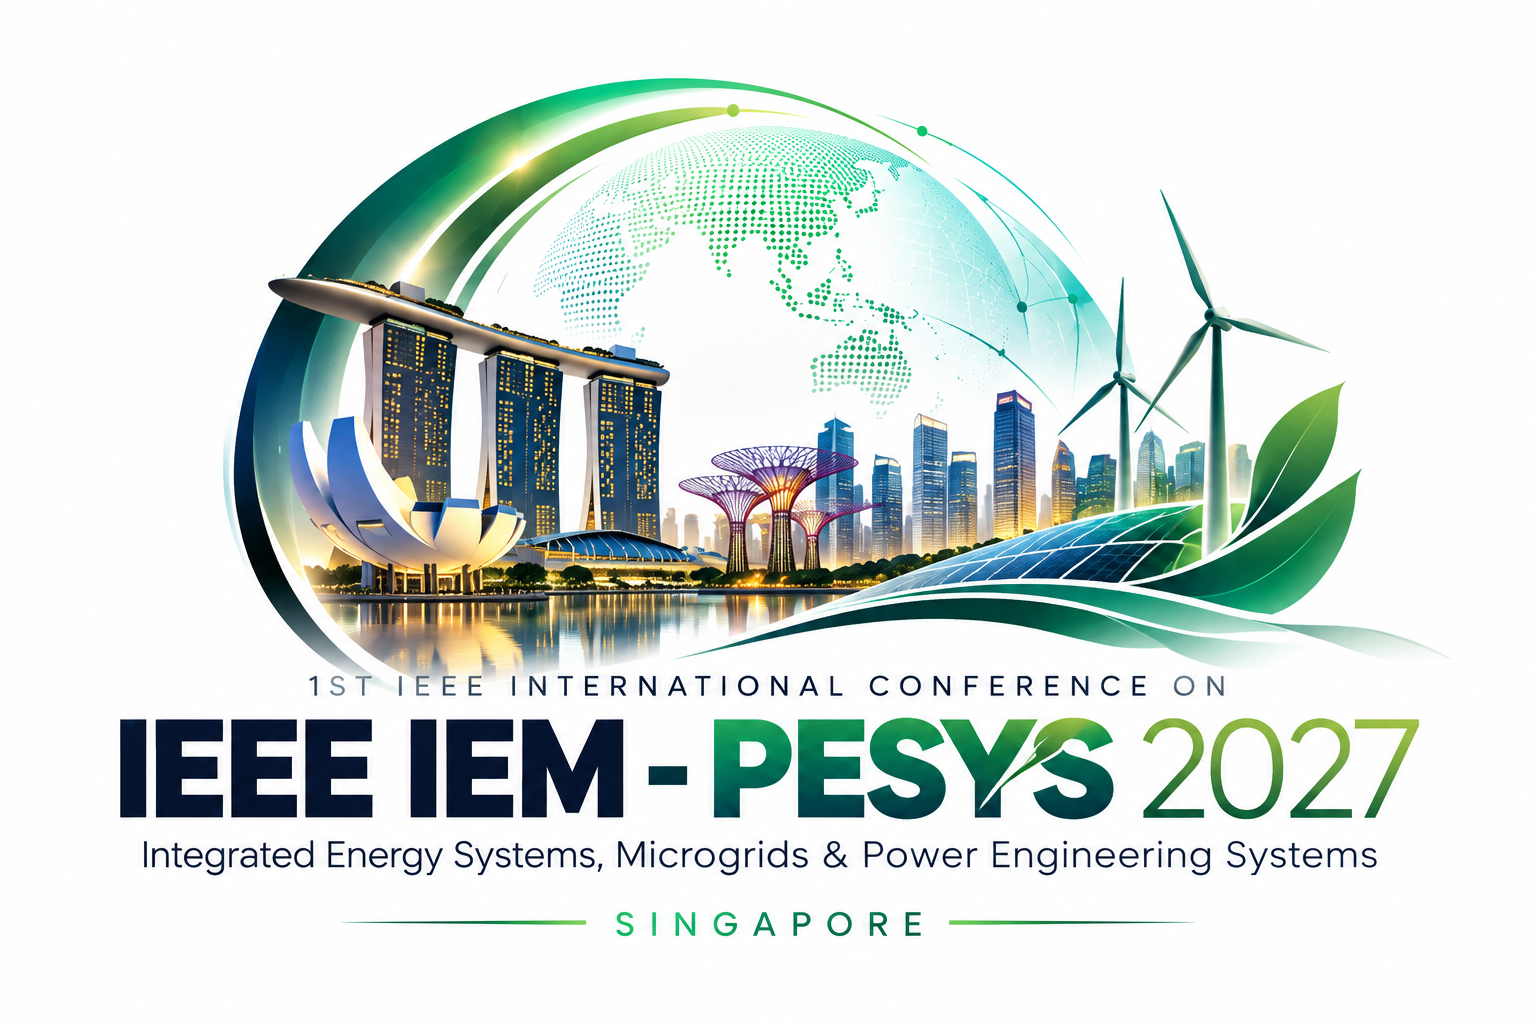 1ST IEEE INTERNATIONAL CONFERENCE ON
IEEE IEM - PESYS 2027
Integrated Energy Systems, Microgrids & Power Engineering Systems
SINGAPORE